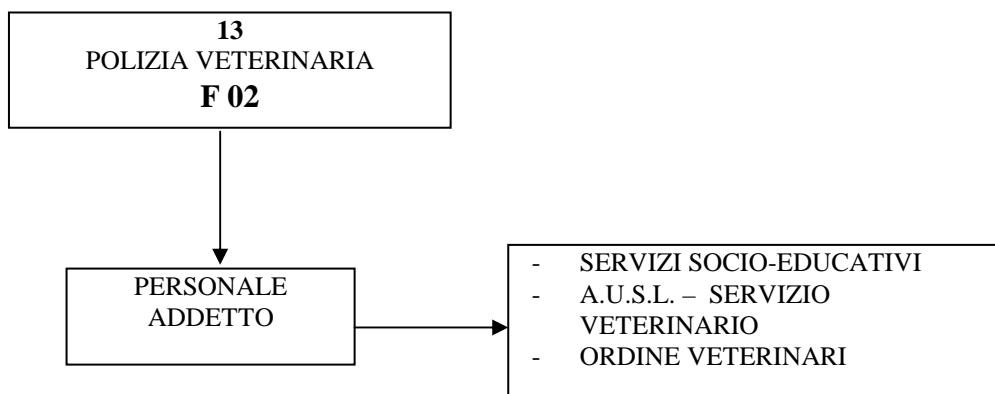 13
POLIZIA VETERINARIA
F 02
PERSONALE
ADDETTO
- SERVIZI SOCIO-EDUCATIVI
- A.U.S.L. – SERVIZIO
VETERINARIO
- ORDINE VETERINARI